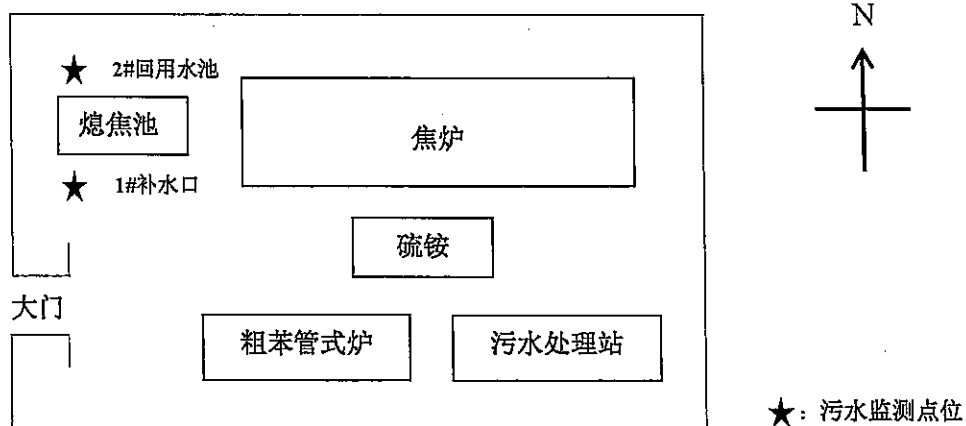 N
2#回用水池
熄焦池
焦炉
1#补水口
硫铵
大门
粗苯管式炉
污水处理站
★：污水监测点位